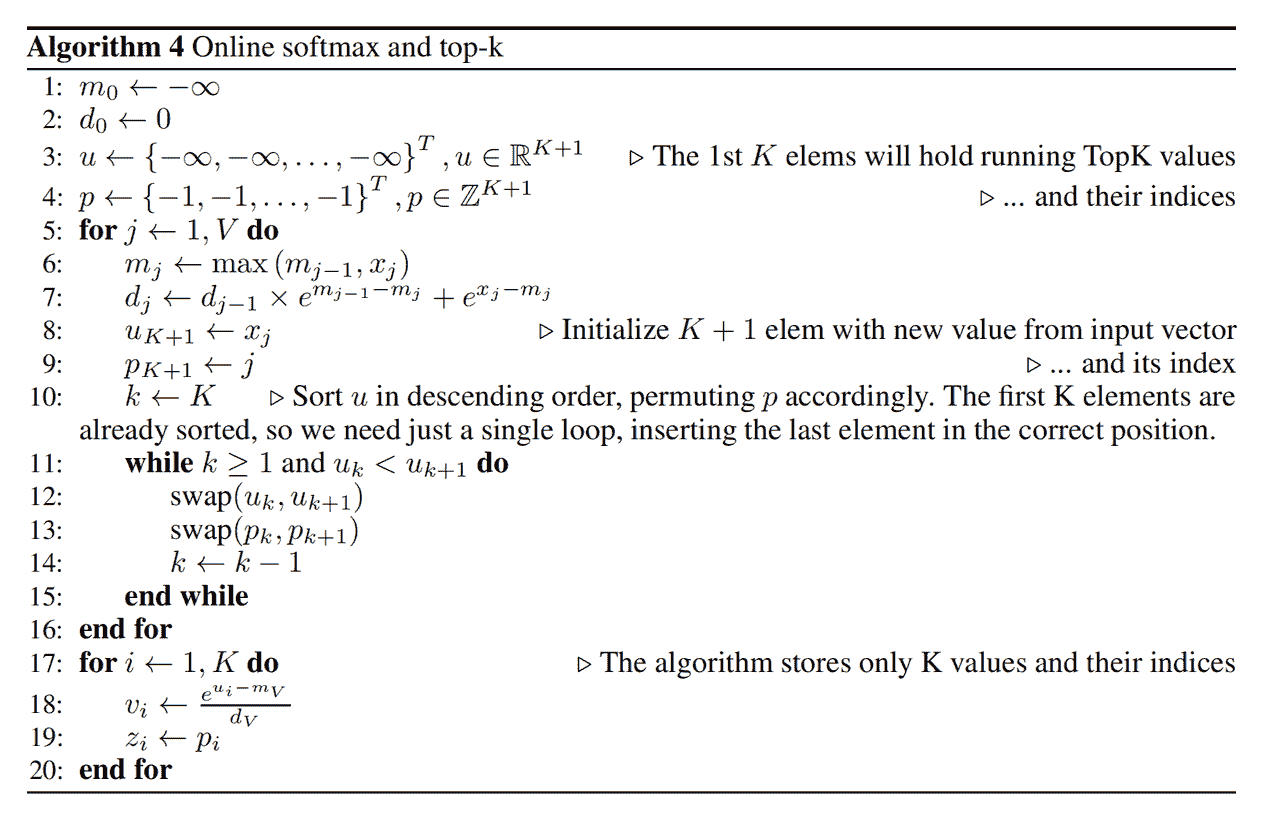 Algorithm 4 Online softmax and top-k
1: m₀ ← −∞
2: d₀ ← 0
3: u ← {−∞, −∞, . . . , −∞}ᵀ , u ∈ ℝᴷ⁺¹ ▷ The 1st K elems will hold running TopK values
4: p ← {−1, −1, . . . , −1}ᵀ , p ∈ ℤᴷ⁺¹ ▷ ... and their indices
5: for j ← 1, V do
6: m_j ← max (m_{j−1}, x_j)
7: d_j ← d_{j−1} × e^{m_{j−1}−m_j} + e^{x_j−m_j}
8: u_{K+1} ← x_j ▷ Initialize K + 1 elem with new value from input vector
9: p_{K+1} ← j ▷ ... and its index
10: k ← K ▷ Sort u in descending order, permuting p accordingly. The first K elements are
already sorted, so we need just a single loop, inserting the last element in the correct position.
11: while k ≥ 1 and u_k < u_{k+1} do
12: swap(u_k, u_{k+1})
13: swap(p_k, p_{k+1})
14: k ← k − 1
15: end while
16: end for
17: for i ← 1, K do ▷ The algorithm stores only K values and their indices
18: v_i ← \frac{e^{u_i−m_V}}{d_V}
19: z_i ← p_i
20: end for